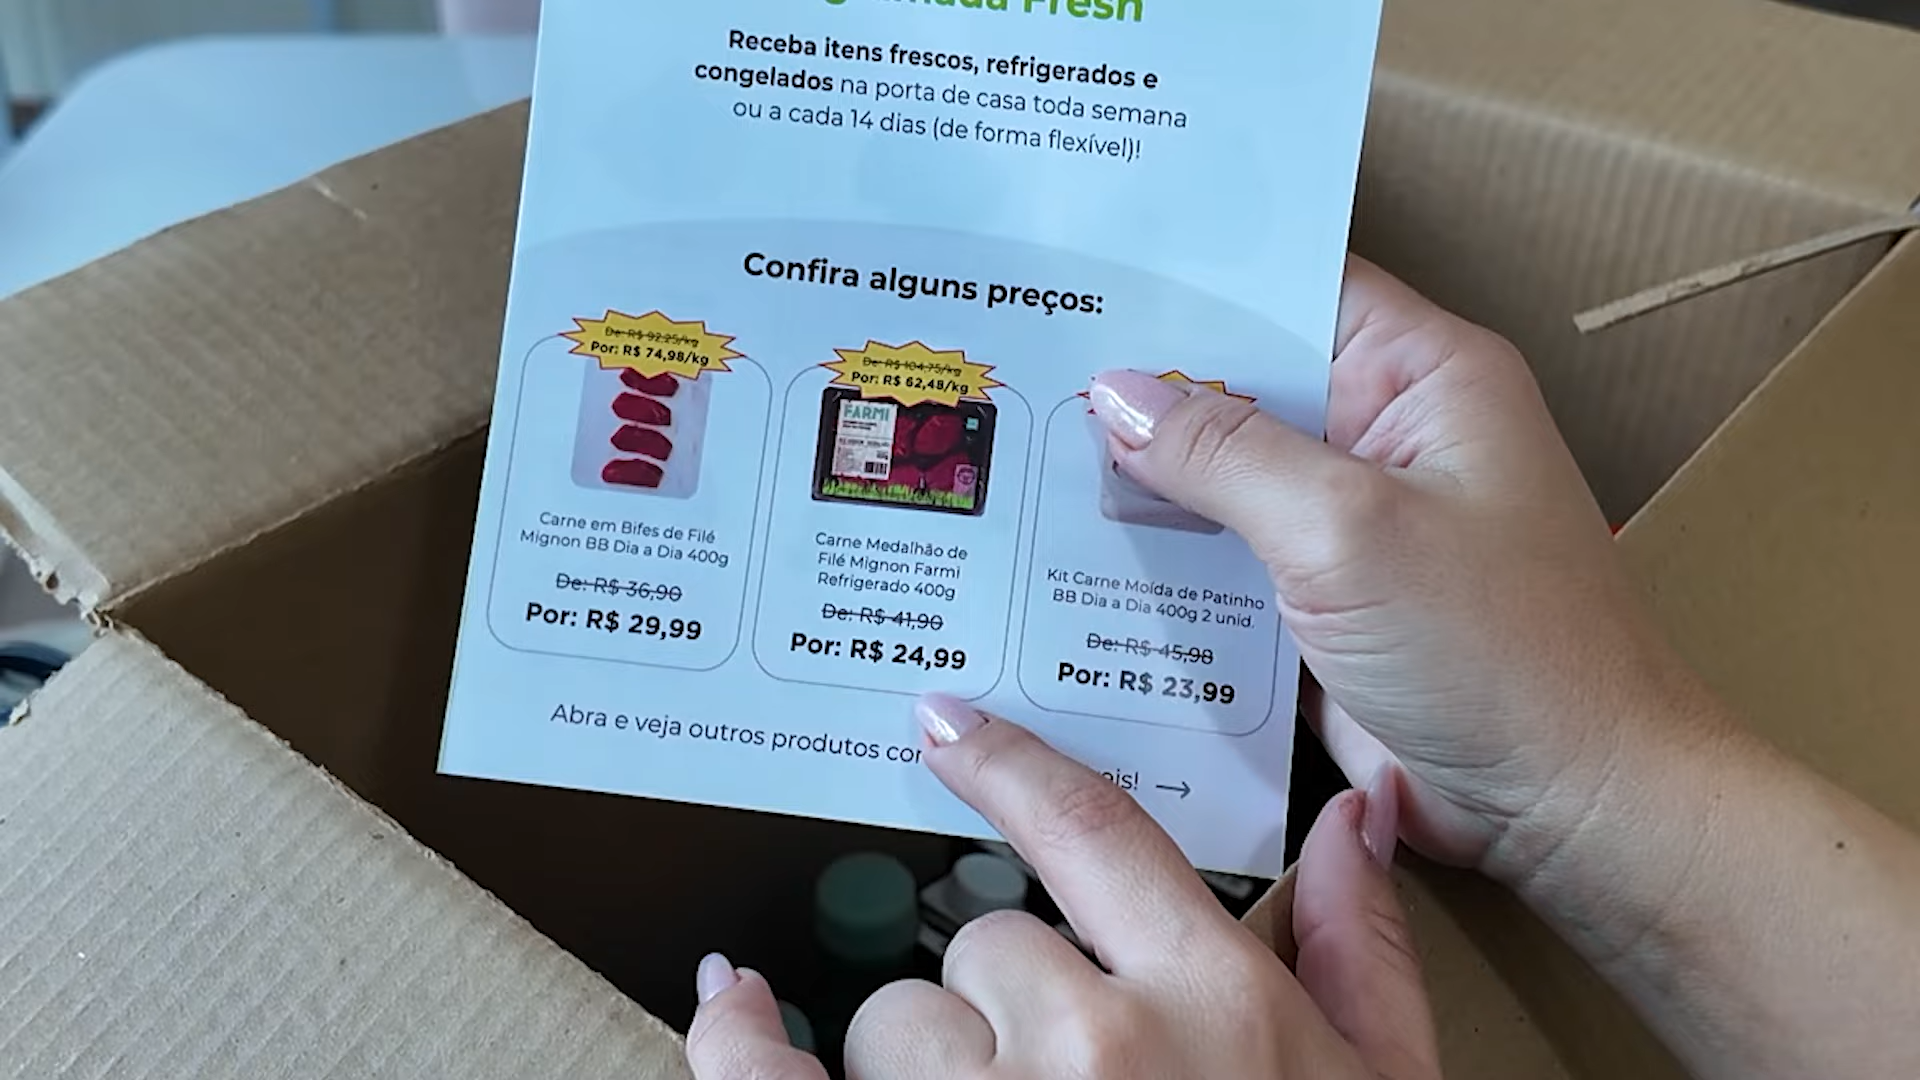 Fresh
Receba itens frescos, refrigerados e
congelados na porta de casa toda semana
ou a cada 14 dias (de forma flexível)!
Confira alguns preços:
De: R$ 92,25/kg
Por: R$ 74,98/kg
Carne em Bifes de Filé
Mignon BB Dia a Dia 400g
De: R$ 36,90
Por: R$ 29,99
De: R$ 104,75/kg
Por: R$ 62,48/kg
FARMI
Carne Medalhão de
Filé Mignon Farmi
Refrigerado 400g
De: R$ 41,90
Por: R$ 24,99
Kit Carne Moída de Patinho
BB Dia a Dia 400g 2 unid.
De: R$ 45,98
Por: R$ 23,99
Abra e veja outros produtos